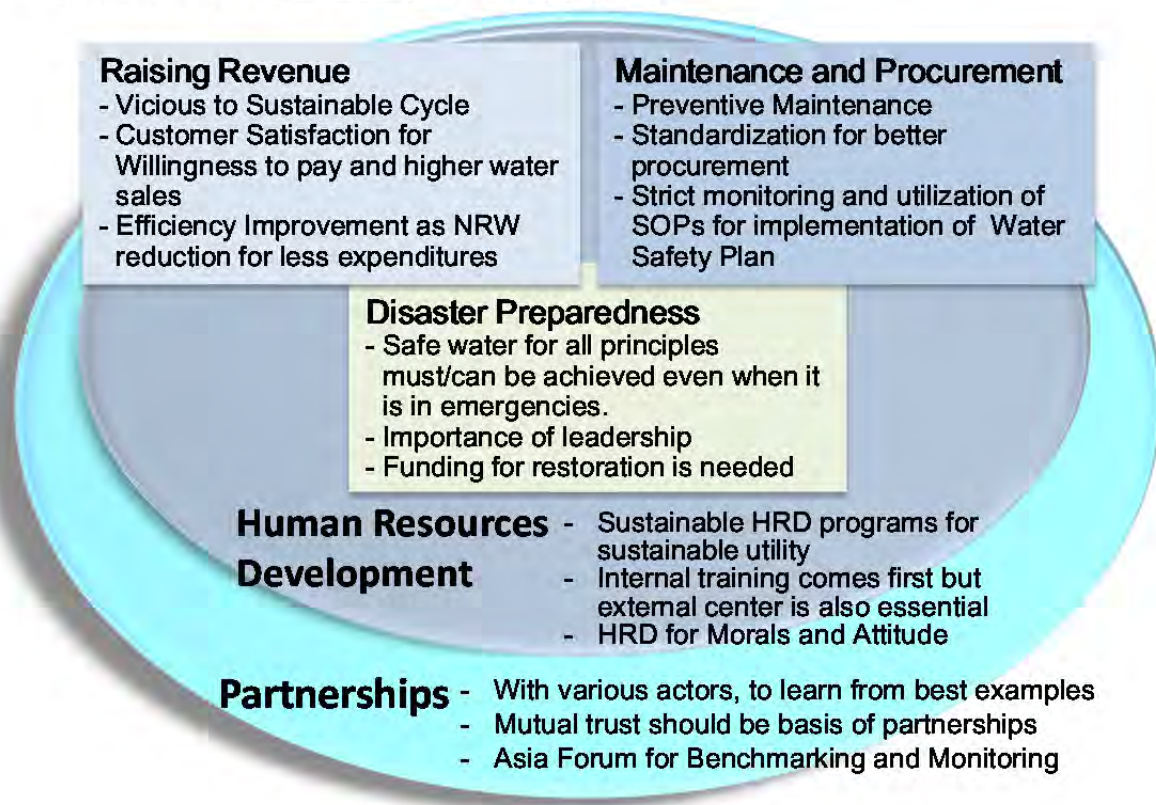 Raising Revenue
- Vicious to Sustainable Cycle
- Customer Satisfaction for
Willingness to pay and higher water
sales
- Efficiency Improvement as NRW
reduction for less expenditures
Maintenance and Procurement
- Preventive Maintenance
- Standardization for better
procurement
- Strict monitoring and utilization of
SOPs for implementation of Water
Safety Plan
Disaster Preparedness
- Safe water for all principles
must/can be achieved even when it
is in emergencies.
- Importance of leadership
- Funding for restoration is needed
Human Resources
Development
- Sustainable HRD programs for
sustainable utility
- Internal training comes first but
external center is also essential
- HRD for Morals and Attitude
Partnerships
- With various actors, to learn from best examples
- Mutual trust should be basis of partnerships
- Asia Forum for Benchmarking and Monitoring